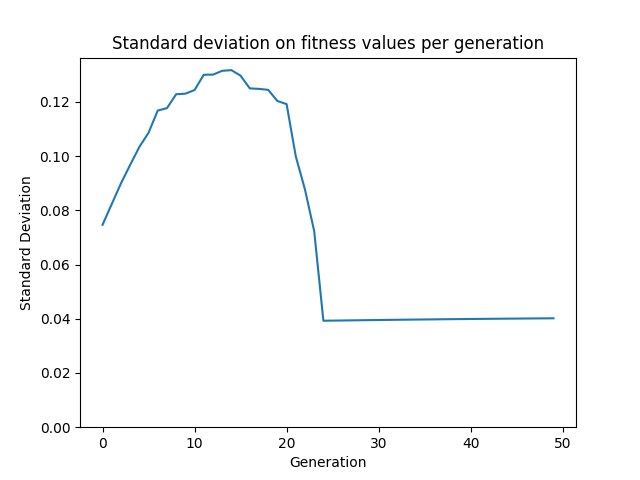 Standard deviation on fitness values per generation
0.12
0.10
0.08
0.06
0.04
0.02
0.00
Standard Deviation
0 10 20 30 40 50
Generation